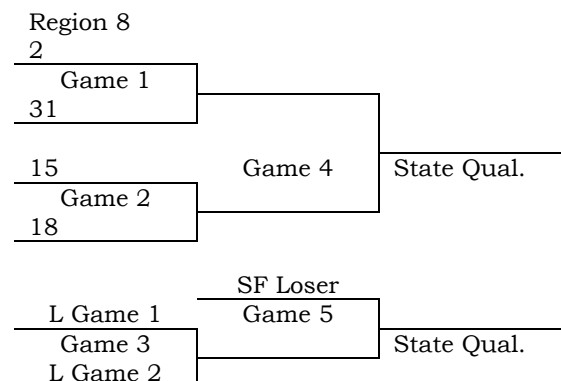 Region 8
2
Game 1
31
15
Game 4
State Qual.
Game 2
18
SF Loser
L Game 1
Game 5
Game 3
State Qual.
L Game 2